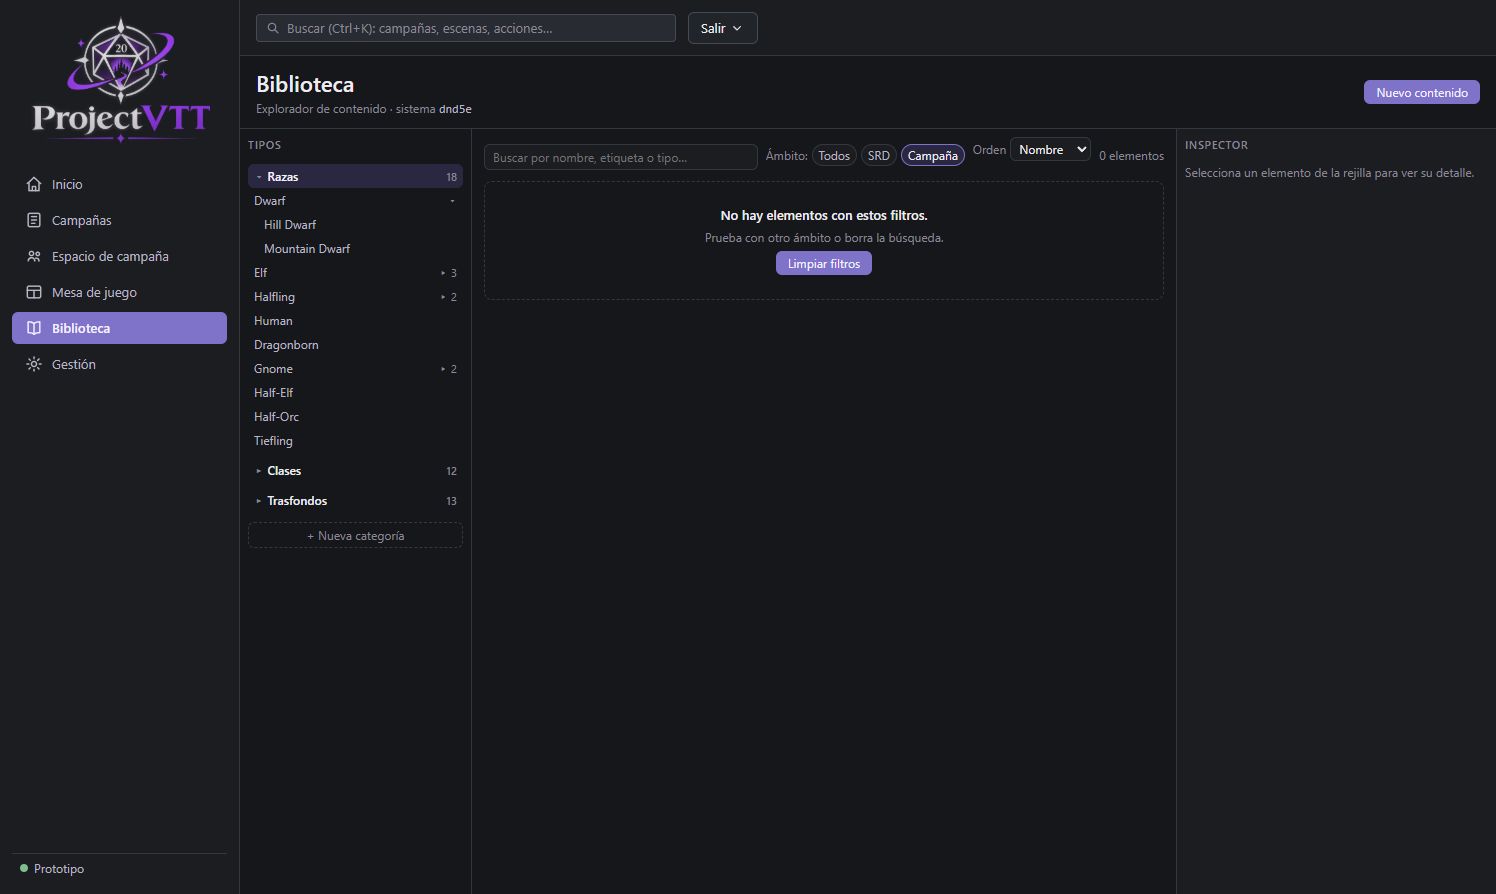 20
ProjectVTT
Inicio
Campañas
Espacio de campaña
Mesa de juego
Biblioteca
Gestión
Prototipo
Buscar (Ctrl+K): campañas, escenas, acciones...
Salir
Biblioteca
Explorador de contenido · sistema dnd5e
Nuevo contenido
TIPOS
Razas 18
Dwarf
Hill Dwarf
Mountain Dwarf
Elf 3
Halfling 2
Human
Dragonborn
Gnome 2
Half-Elf
Half-Orc
Tiefling
Clases 12
Trasfondos 13
+ Nueva categoría
Buscar por nombre, etiqueta o tipo...
Ámbito: Todos SRD Campaña Orden Nombre 0 elementos
No hay elementos con estos filtros.
Prueba con otro ámbito o borra la búsqueda.
Limpiar filtros
INSPECTOR
Selecciona un elemento de la rejilla para ver su detalle.